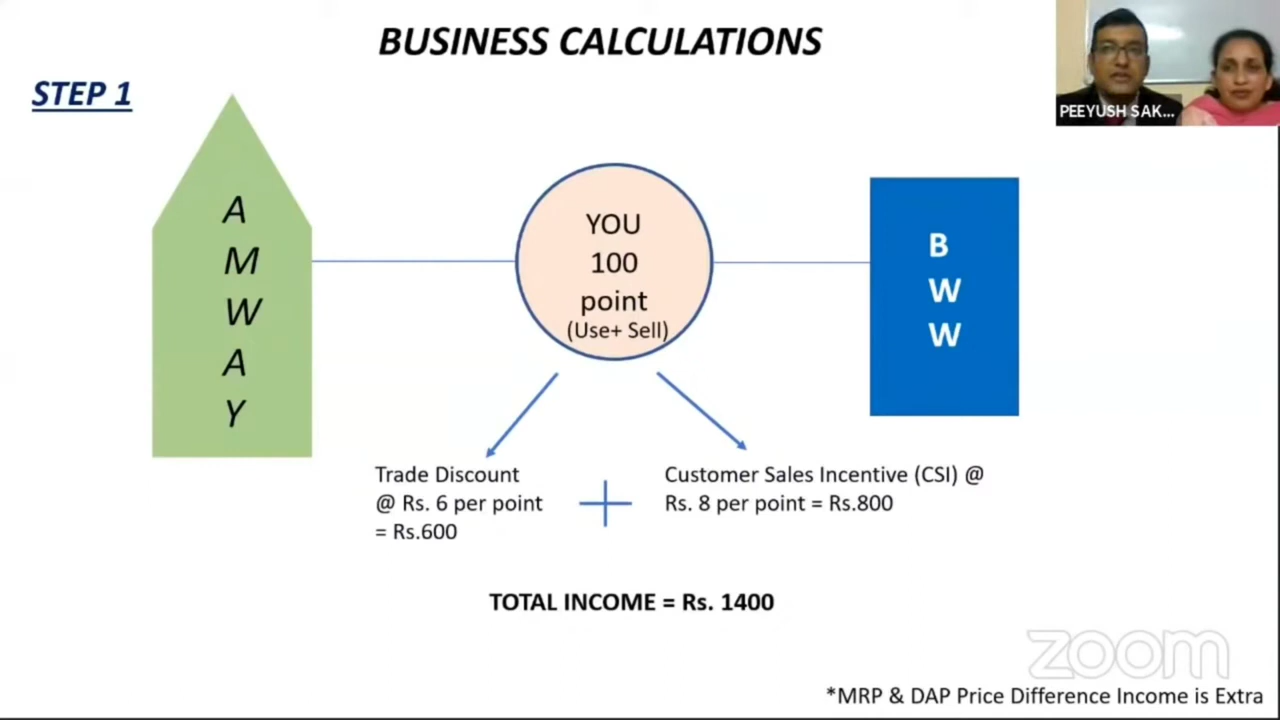 BUSINESS CALCULATIONS
STEP 1
PEEYUSH SAK...
A
M
W
A
Y
YOU
100
point
(Use+ Sell)
B
W
W
Trade Discount
@ Rs. 6 per point
= Rs.600
Customer Sales Incentive (CSI) @
Rs. 8 per point = Rs.800
TOTAL INCOME = Rs. 1400
zoom
*MRP & DAP Price Difference Income is Extra